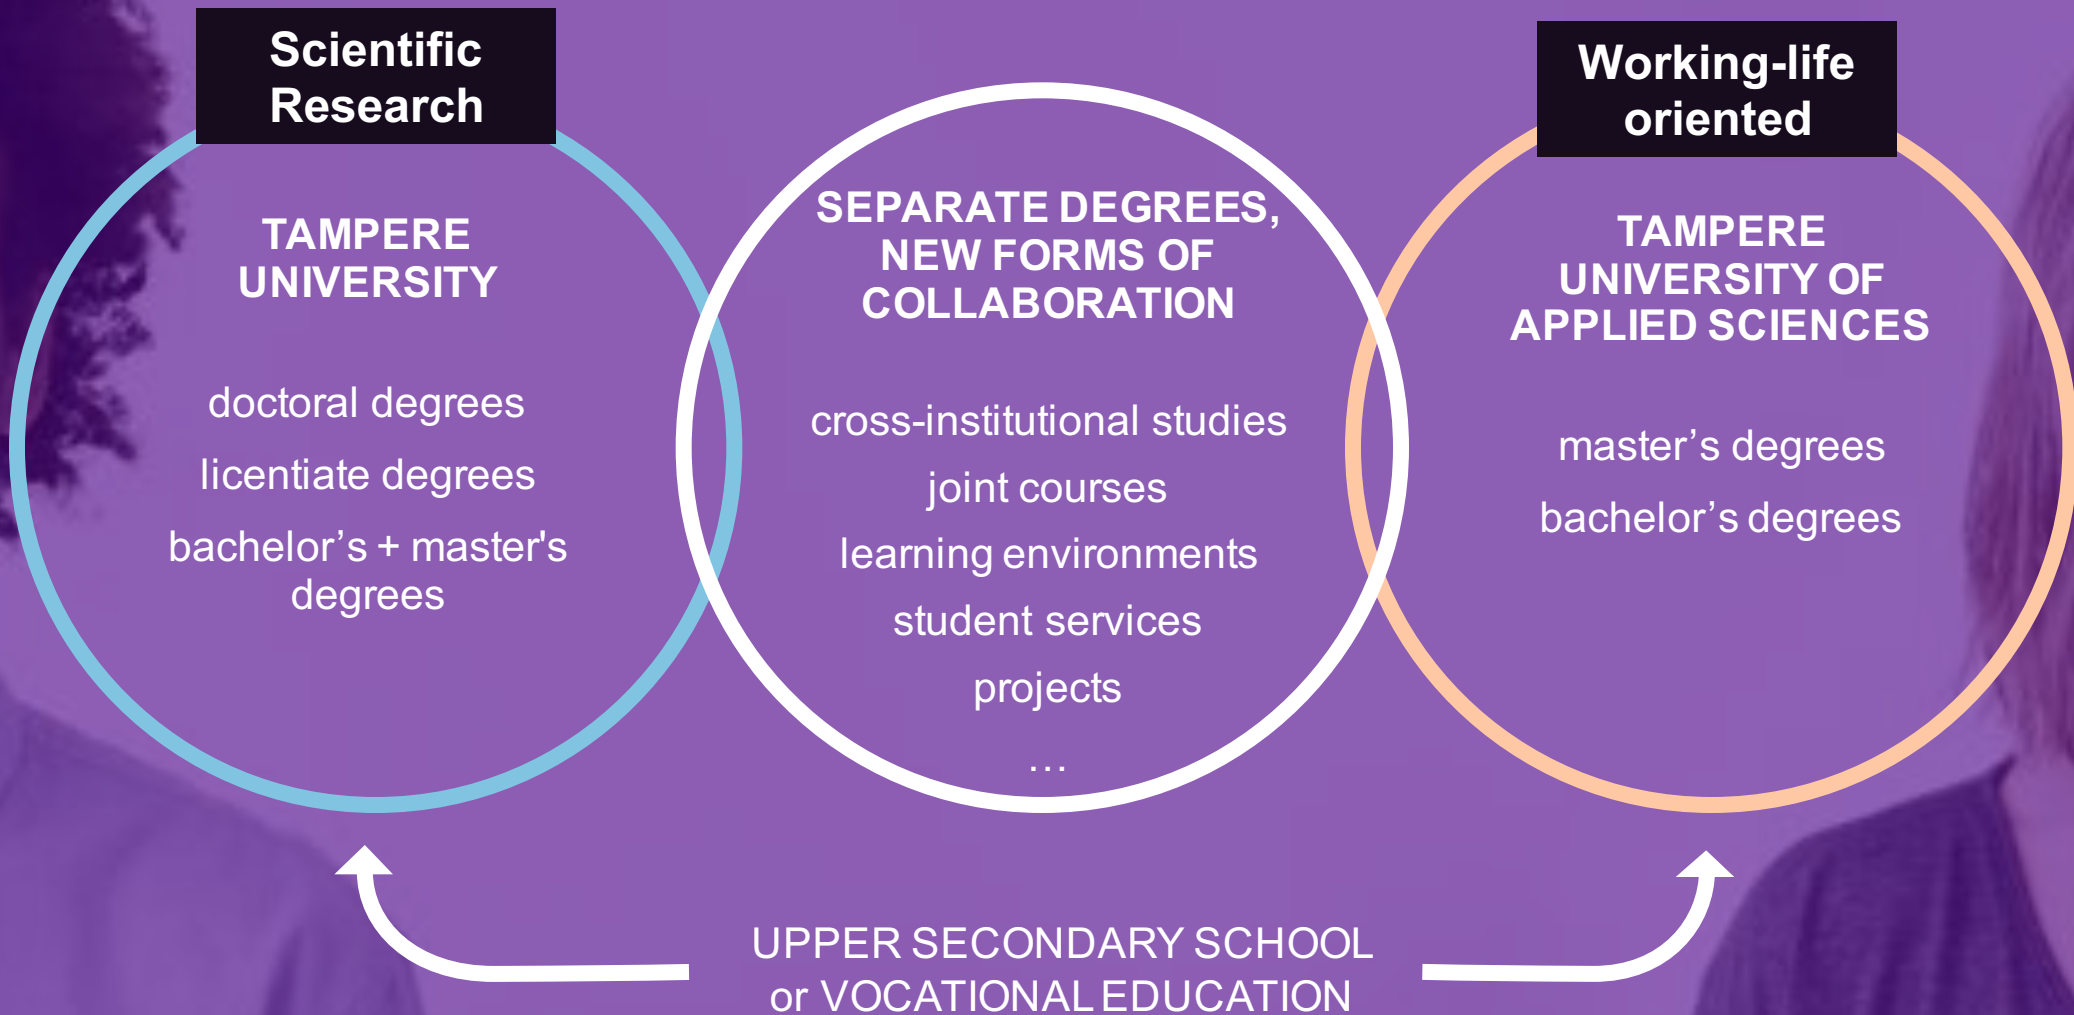 Scientific
Research
TAMPERE
UNIVERSITY
doctoral degrees
licentiate degrees
bachelor’s + master's
degrees
SEPARATE DEGREES,
NEW FORMS OF
COLLABORATION
cross-institutional studies
joint courses
learning environments
student services
projects
…
Working-life
oriented
TAMPERE
UNIVERSITY OF
APPLIED SCIENCES
master’s degrees
bachelor’s degrees
UPPER SECONDARY SCHOOL
or VOCATIONAL EDUCATION